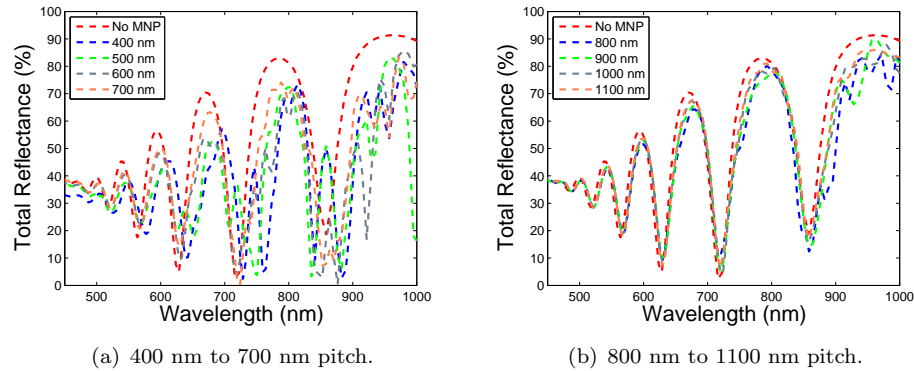 Total Reflectance (%)
100
90
80
70
60
50
40
30
20
10
0
No MNP
400 nm
500 nm
600 nm
700 nm
500 600 700 800 900 1000
Wavelength (nm)
(a) 400 nm to 700 nm pitch.
Total Reflectance (%)
100
90
80
70
60
50
40
30
20
10
0
No MNP
800 nm
900 nm
1000 nm
1100 nm
500 600 700 800 900 1000
Wavelength (nm)
(b) 800 nm to 1100 nm pitch.